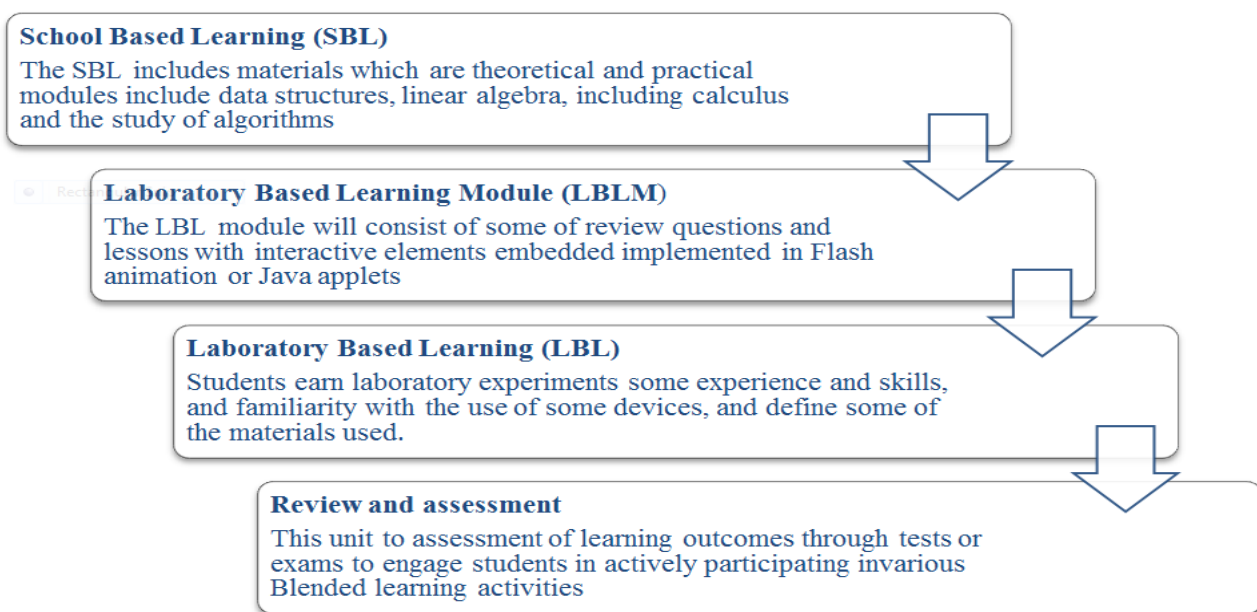 School Based Learning (SBL)
The SBL includes materials which are theoretical and practical
modules include data structures, linear algebra, including calculus
and the study of algorithms
Laboratory Based Learning Module (LBLM)
The LBL module will consist of some of review questions and
lessons with interactive elements embedded implemented in Flash
animation or Java applets
Laboratory Based Learning (LBL)
Students earn laboratory experiments some experience and skills,
and familiarity with the use of some devices, and define some of
the materials used.
Review and assessment
This unit to assessment of learning outcomes through tests or
exams to engage students in actively participating invarious
Blended learning activities